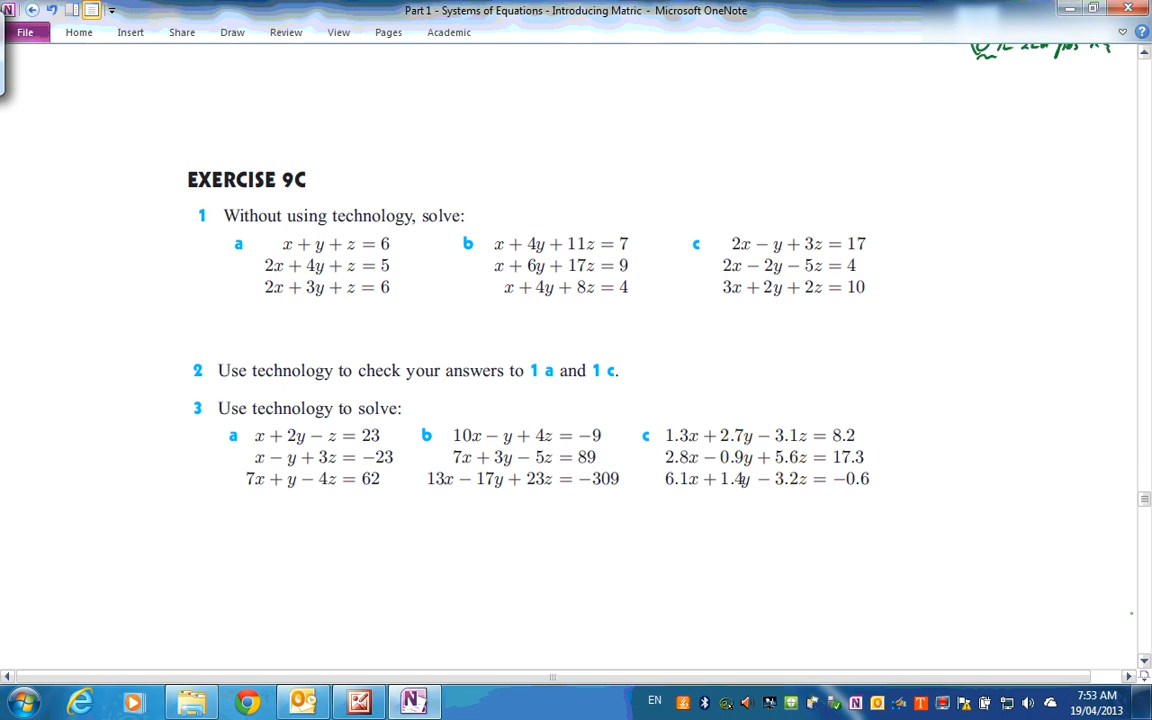 Part 1 - Systems of Equations - Introducing Matric - Microsoft OneNote
File Home Insert Share Draw Review View Pages Academic
EXERCISE 9C
1 Without using technology, solve:
a x + y + z = 6 b x + 4y + 11z = 7 c 2x − y + 3z = 17
2x + 4y + z = 5 x + 6y + 17z = 9 2x − 2y − 5z = 4
2x + 3y + z = 6 x + 4y + 8z = 4 3x + 2y + 2z = 10
2 Use technology to check your answers to 1 a and 1 c.
3 Use technology to solve:
a x + 2y − z = 23 b 10x − y + 4z = −9 c 1.3x + 2.7y − 3.1z = 8.2
x − y + 3z = −23 7x + 3y − 5z = 89 2.8x − 0.9y + 5.6z = 17.3
7x + y − 4z = 62 13x − 17y + 23z = −309 6.1x + 1.4y − 3.2z = −0.6
EN 7:53 AM
19/04/2013